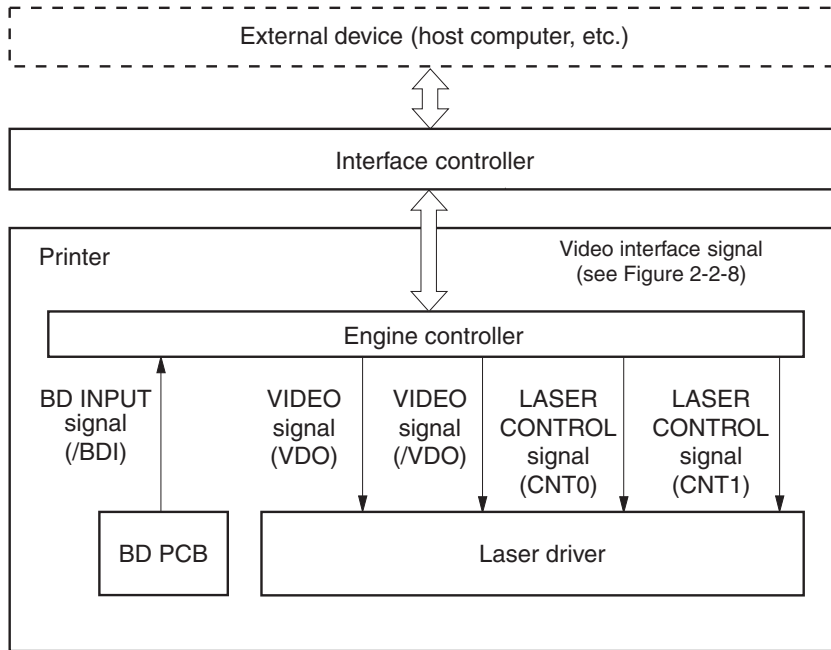 External device (host computer, etc.)
Interface controller
Printer
Video interface signal
(see Figure 2-2-8)
Engine controller
BD INPUT
signal
(/BDI)
VIDEO
signal
(VDO)
VIDEO
signal
(/VDO)
LASER
CONTROL
signal
(CNT0)
LASER
CONTROL
signal
(CNT1)
BD PCB
Laser driver